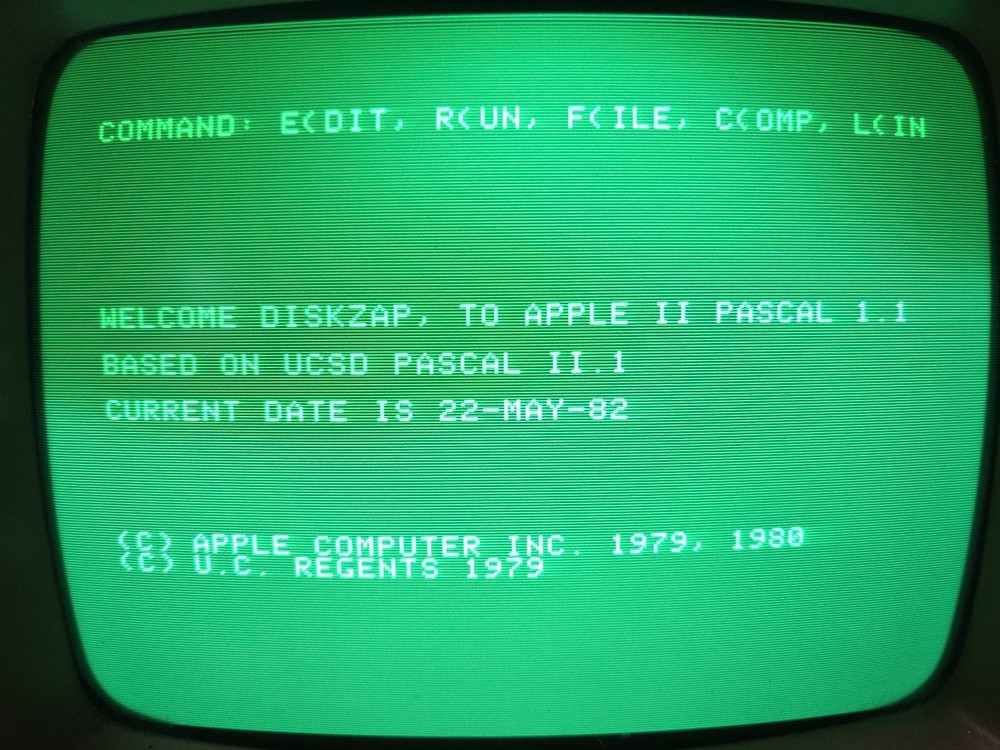 COMMAND: E(DIT, R(UN, F(ILE, C(OMP, L(IN
WELCOME DISKZAP, TO APPLE II PASCAL 1.1
BASED ON UCSD PASCAL II.1
CURRENT DATE IS 22-MAY-82
(C) APPLE COMPUTER INC. 1979, 1980
(C) U.C. REGENTS 1979